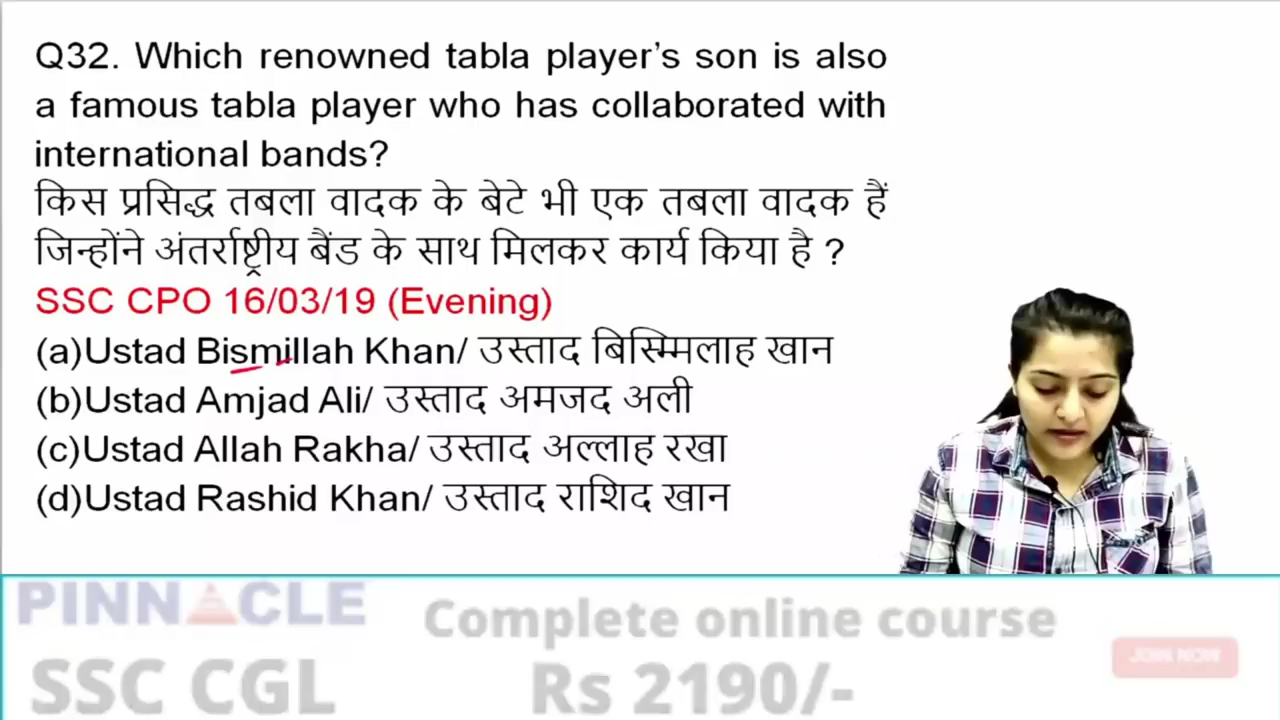 Q32. Which renowned tabla player's son is also
a famous tabla player who has collaborated with
international bands?
किस प्रसिद्ध तबला वादक के बेटे भी एक तबला वादक हैं
जिन्होंने अंतर्राष्ट्रीय बैंड के साथ मिलकर कार्य किया है ?
SSC CPO 16/03/19 (Evening)
(a)Ustad Bismillah Khan/ उस्ताद बिस्मिलाह खान
(b)Ustad Amjad Ali/ उस्ताद अमजद अली
(c)Ustad Allah Rakha/ उस्ताद अल्लाह रखा
(d)Ustad Rashid Khan/ उस्ताद राशिद खान
PINNACLE
Complete online course
SSC CGL Rs 2190/-
JOIN NOW